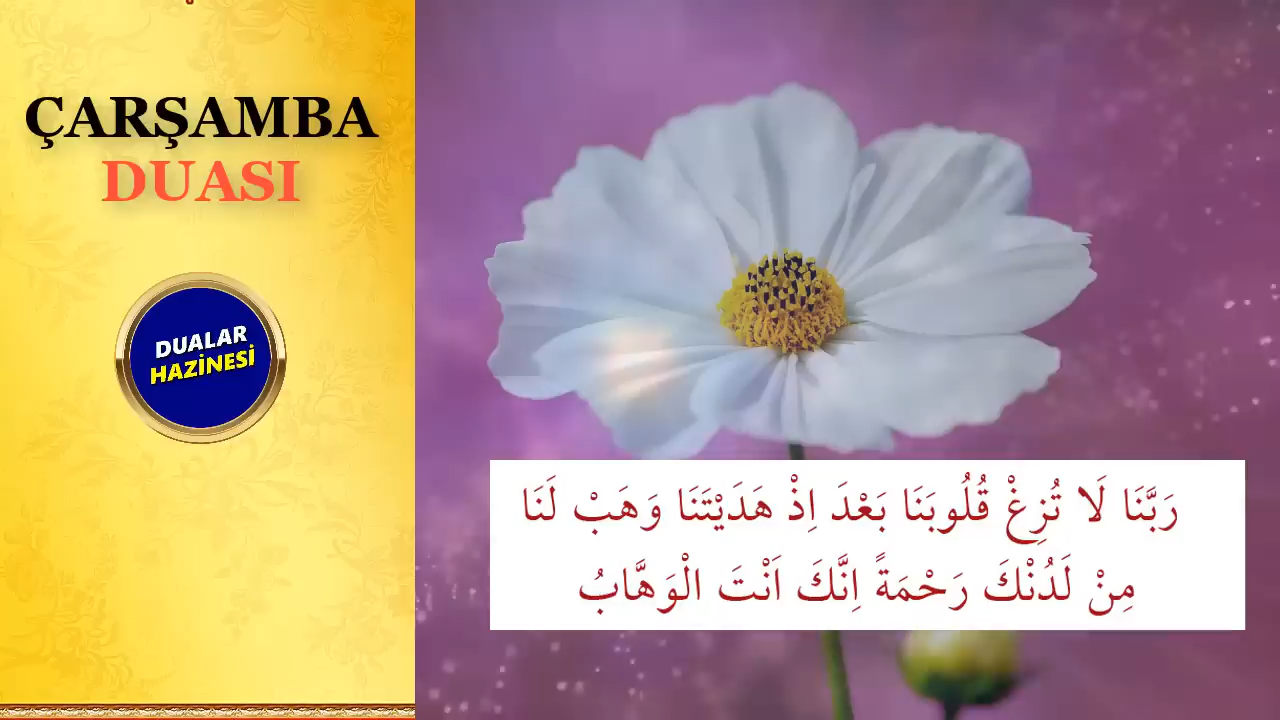 ÇARŞAMBA
DUASI
DUALAR
HAZİNESİ
رَبَّنَا لَا تُزِغْ قُلُوبَنَا بَعْدَ اِذْ هَدَيْتَنَا وَهَبْ لَنَا
مِنْ لَدُنْكَ رَحْمَةً اِنَّكَ اَنْتَ الْوَهَّابُ